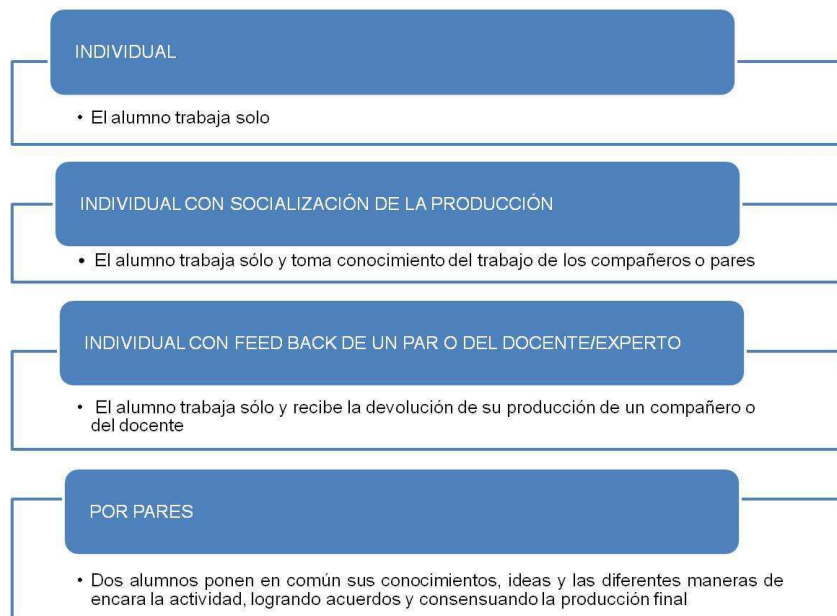 INDIVIDUAL
• El alumno trabaja solo
INDIVIDUAL CON SOCIALIZACIÓN DE LA PRODUCCIÓN
• El alumno trabaja sólo y toma conocimiento del trabajo de los compañeros o pares
INDIVIDUAL CON FEED BACK DE UN PAR O DEL DOCENTE/EXPERTO
• El alumno trabaja sólo y recibe la devolución de su producción de un compañero o
del docente
POR PARES
• Dos alumnos ponen en común sus conocimientos, ideas y las diferentes maneras de
encara la actividad, logrando acuerdos y consensuando la producción final